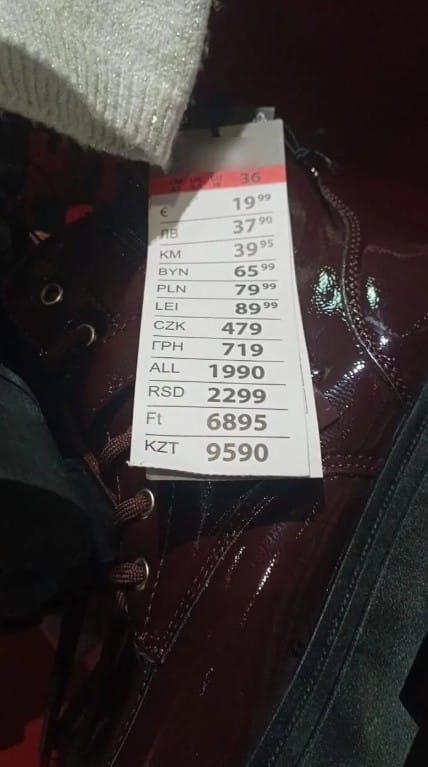 36
€ 19⁹⁹
ЛВ 37⁹⁰
KM 39⁹⁵
BYN 65⁹⁹
PLN 79⁹⁹
LEI 89⁹⁹
CZK 479
ГРН 719
ALL 1990
RSD 2299
Ft 6895
KZT 9590